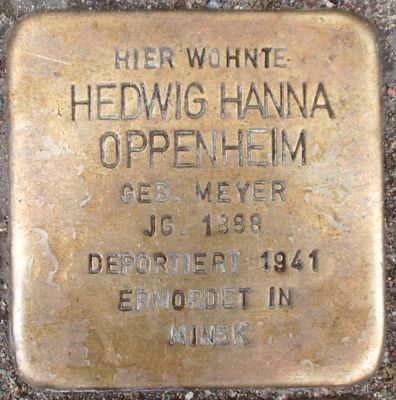 HIER WOHNTE
HEDWIG HANNA
OPPENHEIM
GEB. MEYER
JG. 1888
DEPORTIERT 1941
ERMORDET IN
MINSK